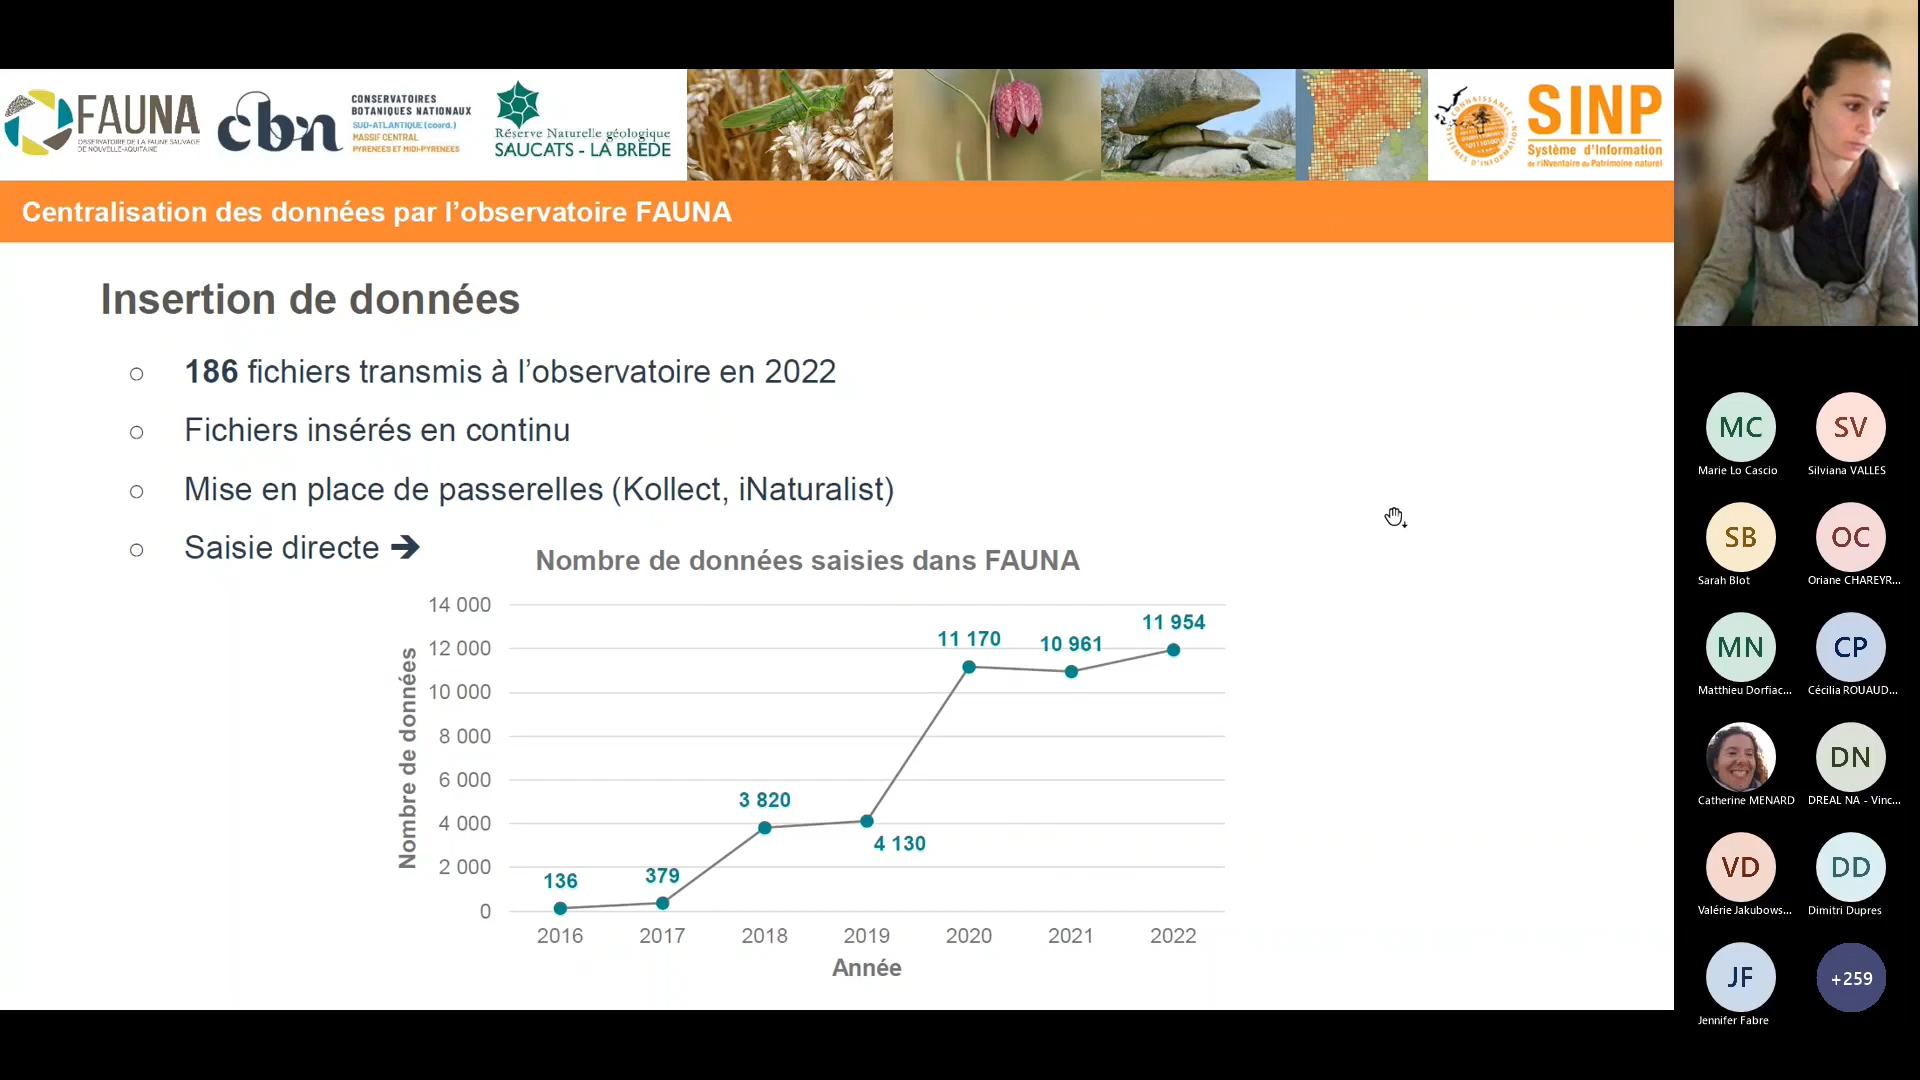 FAUNA
OBSERVATOIRE DE LA FAUNE SAUVAGE
DE NOUVELLE-AQUITAINE
cbn
CONSERVATOIRES
BOTANIQUES NATIONAUX
SUD-ATLANTIQUE (coord.)
MASSIF CENTRAL
PYRENEES ET MIDI-PYRENEES
Réserve Naturelle géologique
SAUCATS - LA BRÈDE
SINP
Système d'Information
de l'iNventaire du Patrimoine naturel
Centralisation des données par l’observatoire FAUNA
Insertion de données
○ 186 fichiers transmis à l’observatoire en 2022
○ Fichiers insérés en continu
○ Mise en place de passerelles (Kollect, iNaturalist)
○ Saisie directe ➔
Nombre de données saisies dans FAUNA
Nombre de données
14 000
12 000
10 000
8 000
6 000
4 000
2 000
0
136
379
3 820
4 130
11 170
10 961
11 954
2016 2017 2018 2019 2020 2021 2022
Année
MC
Marie Lo Cascio
SV
Silviana VALLES
SB
Sarah Blot
OC
Oriane CHAREYR...
MN
Matthieu Dorfiac...
CP
Cécilia ROUAUD...
Catherine MENARD
DN
DREAL NA - Vinc...
VD
Valérie Jakubows...
DD
Dimitri Dupres
JF
Jennifer Fabre
+259